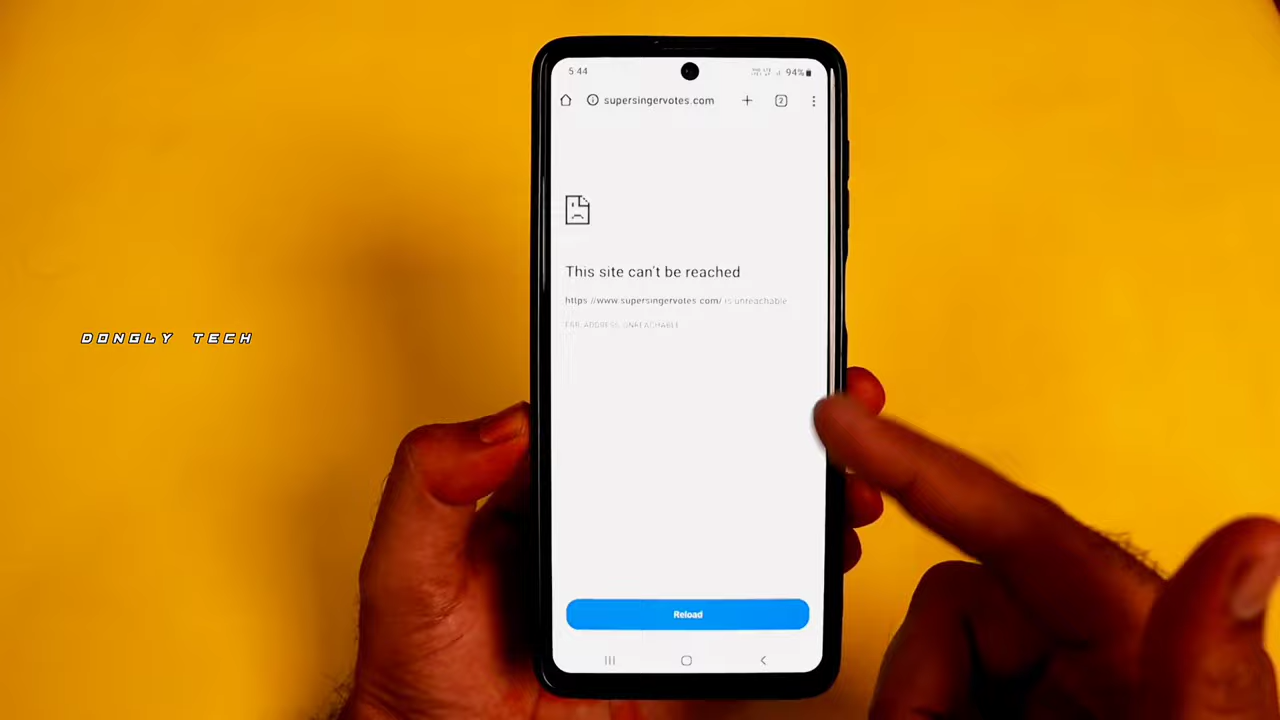 5:44
94%
supersingervotes.com
2
This site can't be reached
https://www.supersingervotes.com/ is unreachable
ERR_ADDRESS_UNREACHABLE
DONGLY TECH
Reload